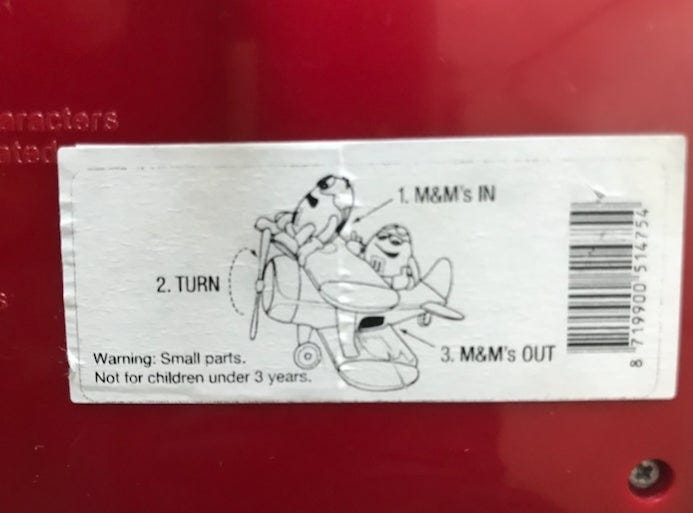 aracters
ated
S
1. M&M's IN
2. TURN
3. M&M's OUT
Warning: Small parts.
Not for children under 3 years.
8 719900 514754